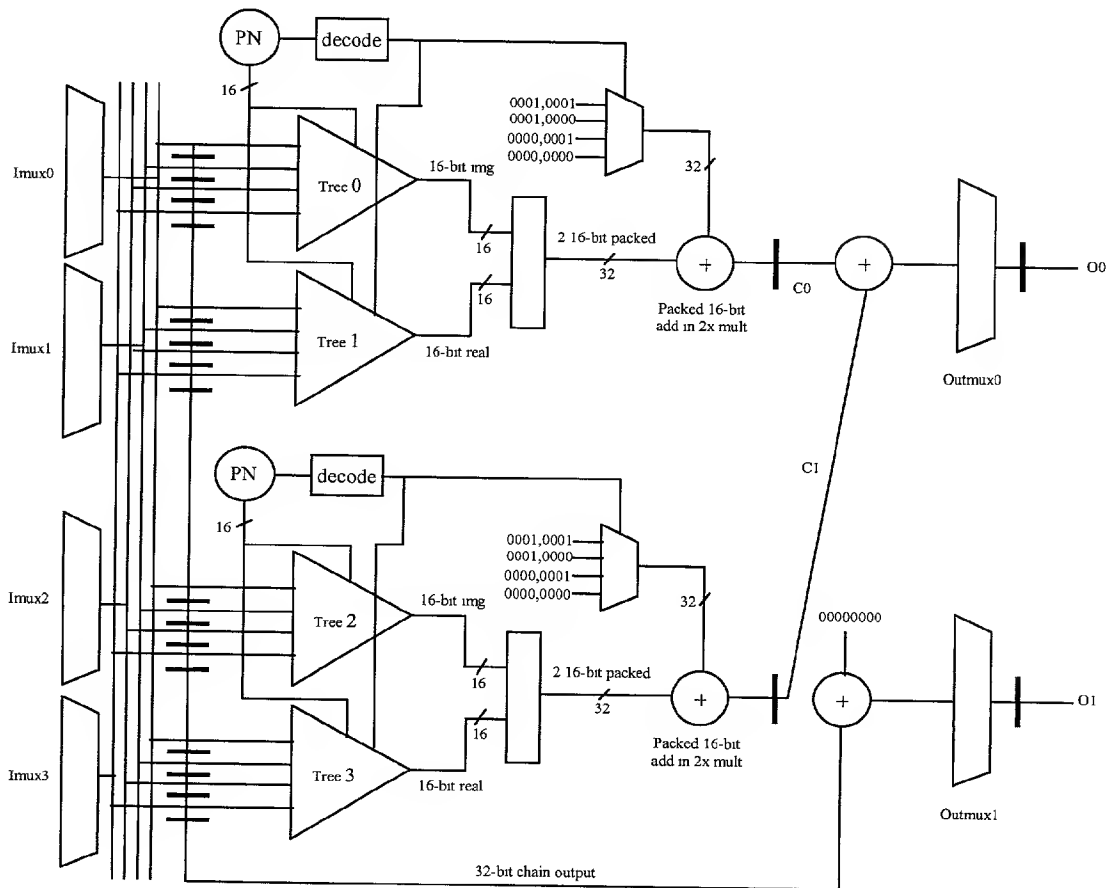 PN
decode
16
0001,0001
0001,0000
0000,0001
0000,0000
32
Imux0
Tree 0
16-bit img
16
2 16-bit packed
32
+
+
O0
C0
Packed 16-bit
add in 2x mult
16
Imux1
Tree 1
16-bit real
Outmux0
PN
decode
C1
16
0001,0001
0001,0000
0000,0001
0000,0000
32
Imux2
Tree 2
16-bit img
00000000
16
2 16-bit packed
32
+
+
O1
16
Packed 16-bit
add in 2x mult
Imux3
Tree 3
16-bit real
Outmux1
32-bit chain output